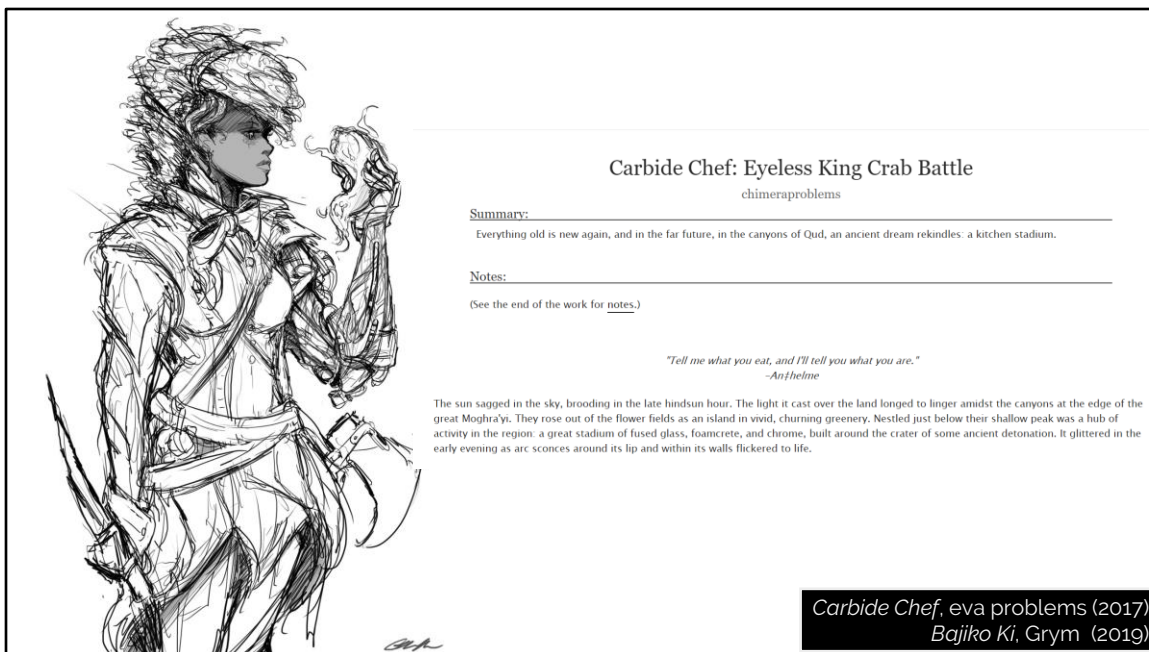 Carbide Chef: Eyeless King Crab Battle
chimeraproblems
Summary:
Everything old is new again, and in the far future, in the canyons of Qud, an ancient dream rekindles: a kitchen stadium.
Notes:
(See the end of the work for notes.)
"Tell me what you eat, and I'll tell you what you are."
-An‡helme
The sun sagged in the sky, brooding in the late hindsun hour. The light it cast over the land longed to linger amidst the canyons at the edge of the
great Moghra'yi. They rose out of the flower fields as an island in vivid, churning greenery. Nestled just below their shallow peak was a hub of
activity in the region: a great stadium of fused glass, foamcrete, and chrome, built around the crater of some ancient detonation. It glittered in the
early evening as arc sconces around its lip and within its walls flickered to life.
Carbide Chef, eva problems (2017)
Bajiko Ki, Grym (2019)